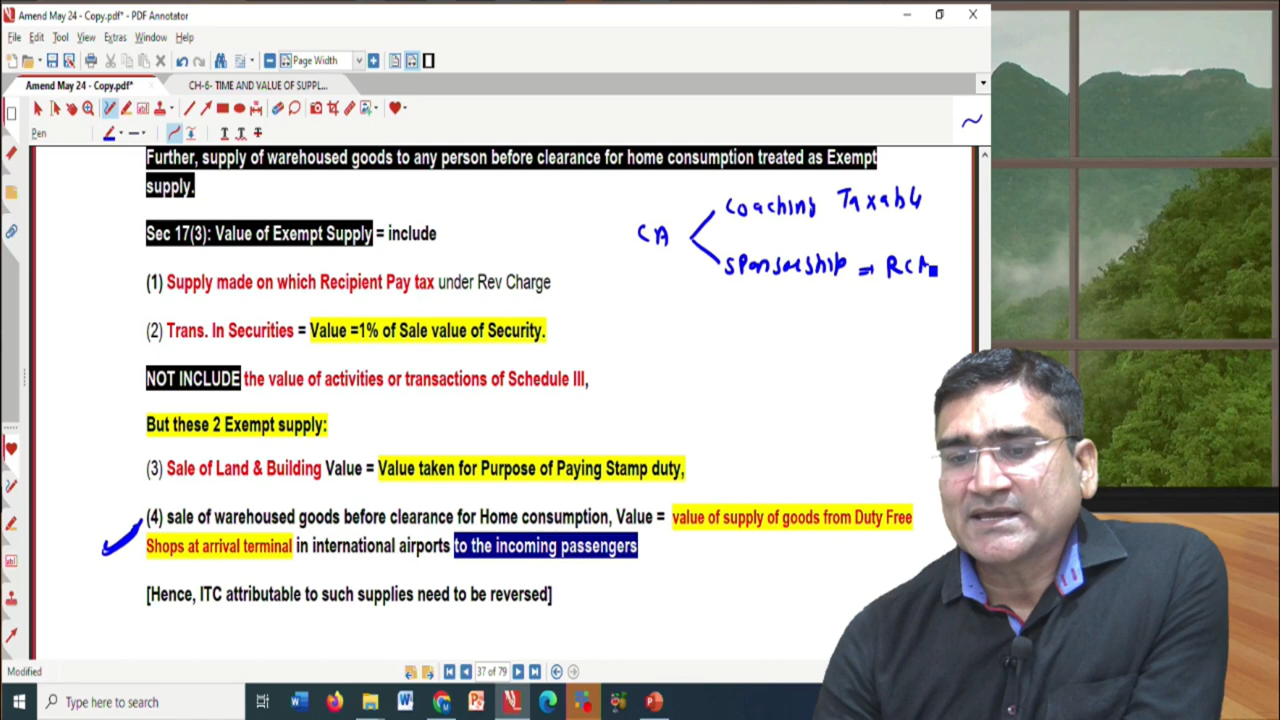 Amend May 24 - Copy.pdf* - PDF Annotator
File Edit Tool View Extras Window Help
Page Width
Amend May 24 - Copy.pdf*
CH-6- TIME AND VALUE OF SUPPL...
Pen
Further, supply of warehoused goods to any person before clearance for home consumption treated as Exempt
supply.
Coaching Taxable
Sec 17(3): Value of Exempt Supply = include
CA
Sponsorship ⇒ RCM
(1) Supply made on which Recipient Pay tax under Rev Charge
(2) Trans. In Securities = Value =1% of Sale value of Security.
NOT INCLUDE the value of activities or transactions of Schedule III,
But these 2 Exempt supply:
(3) Sale of Land & Building Value = Value taken for Purpose of Paying Stamp duty,
(4) sale of warehoused goods before clearance for Home consumption, Value = value of supply of goods from Duty Free
Shops at arrival terminal in international airports to the incoming passengers
[Hence, ITC attributable to such supplies need to be reversed]
Modified
37 of 79
Type here to search